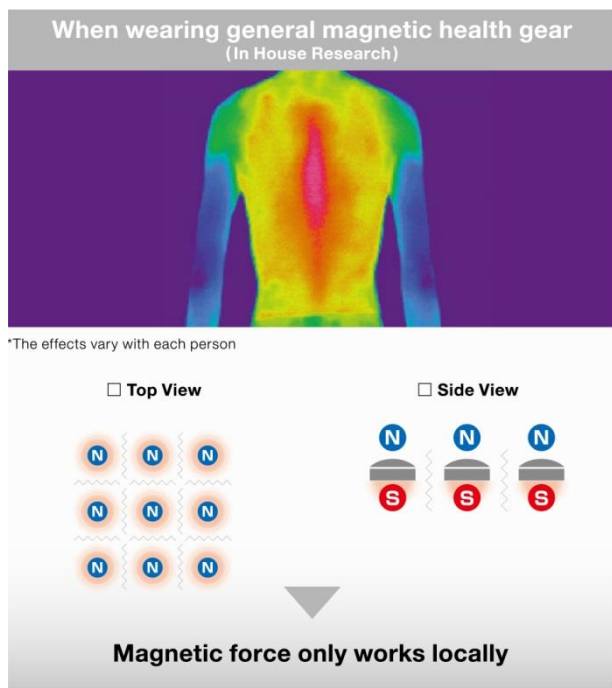 When wearing general magnetic health gear
(In House Research)
*The effects vary with each person
□ Top View
□ Side View
N N N
N N N
N N N
N N N
S S S
Magnetic force only works locally